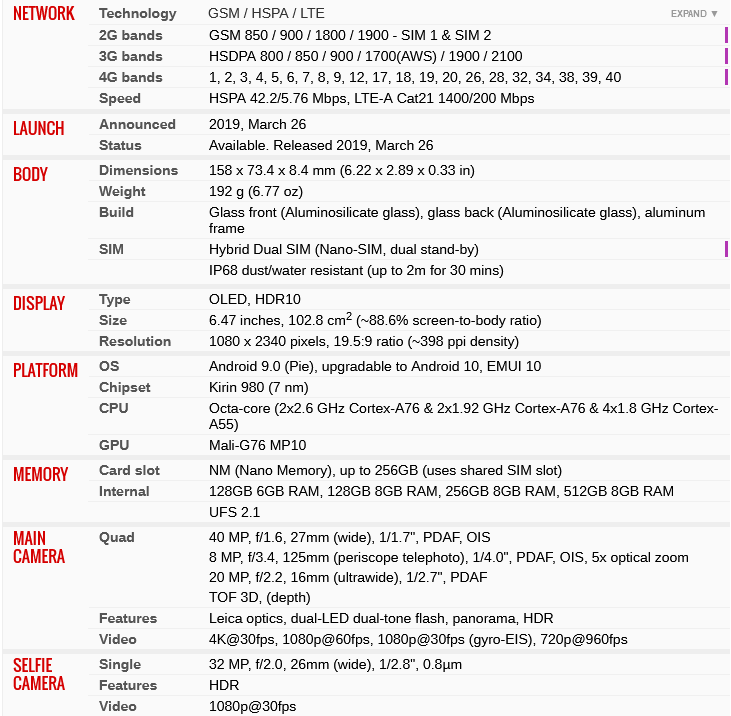 NETWORK Technology GSM / HSPA / LTE EXPAND ▼
2G bands GSM 850 / 900 / 1800 / 1900 - SIM 1 & SIM 2
3G bands HSDPA 800 / 850 / 900 / 1700(AWS) / 1900 / 2100
4G bands 1, 2, 3, 4, 5, 6, 7, 8, 9, 12, 17, 18, 19, 20, 26, 28, 32, 34, 38, 39, 40
Speed HSPA 42.2/5.76 Mbps, LTE-A Cat21 1400/200 Mbps
LAUNCH Announced 2019, March 26
Status Available. Released 2019, March 26
BODY Dimensions 158 x 73.4 x 8.4 mm (6.22 x 2.89 x 0.33 in)
Weight 192 g (6.77 oz)
Build Glass front (Aluminosilicate glass), glass back (Aluminosilicate glass), aluminum
frame
SIM Hybrid Dual SIM (Nano-SIM, dual stand-by)
IP68 dust/water resistant (up to 2m for 30 mins)
DISPLAY Type OLED, HDR10
Size 6.47 inches, 102.8 cm2 (~88.6% screen-to-body ratio)
Resolution 1080 x 2340 pixels, 19.5:9 ratio (~398 ppi density)
PLATFORM OS Android 9.0 (Pie), upgradable to Android 10, EMUI 10
Chipset Kirin 980 (7 nm)
CPU Octa-core (2x2.6 GHz Cortex-A76 & 2x1.92 GHz Cortex-A76 & 4x1.8 GHz Cortex-
A55)
GPU Mali-G76 MP10
MEMORY Card slot NM (Nano Memory), up to 256GB (uses shared SIM slot)
Internal 128GB 6GB RAM, 128GB 8GB RAM, 256GB 8GB RAM, 512GB 8GB RAM
UFS 2.1
MAIN Quad 40 MP, f/1.6, 27mm (wide), 1/1.7", PDAF, OIS
CAMERA 8 MP, f/3.4, 125mm (periscope telephoto), 1/4.0", PDAF, OIS, 5x optical zoom
20 MP, f/2.2, 16mm (ultrawide), 1/2.7", PDAF
TOF 3D, (depth)
Features Leica optics, dual-LED dual-tone flash, panorama, HDR
Video 4K@30fps, 1080p@60fps, 1080p@30fps (gyro-EIS), 720p@960fps
SELFIE Single 32 MP, f/2.0, 26mm (wide), 1/2.8", 0.8µm
CAMERA Features HDR
Video 1080p@30fps